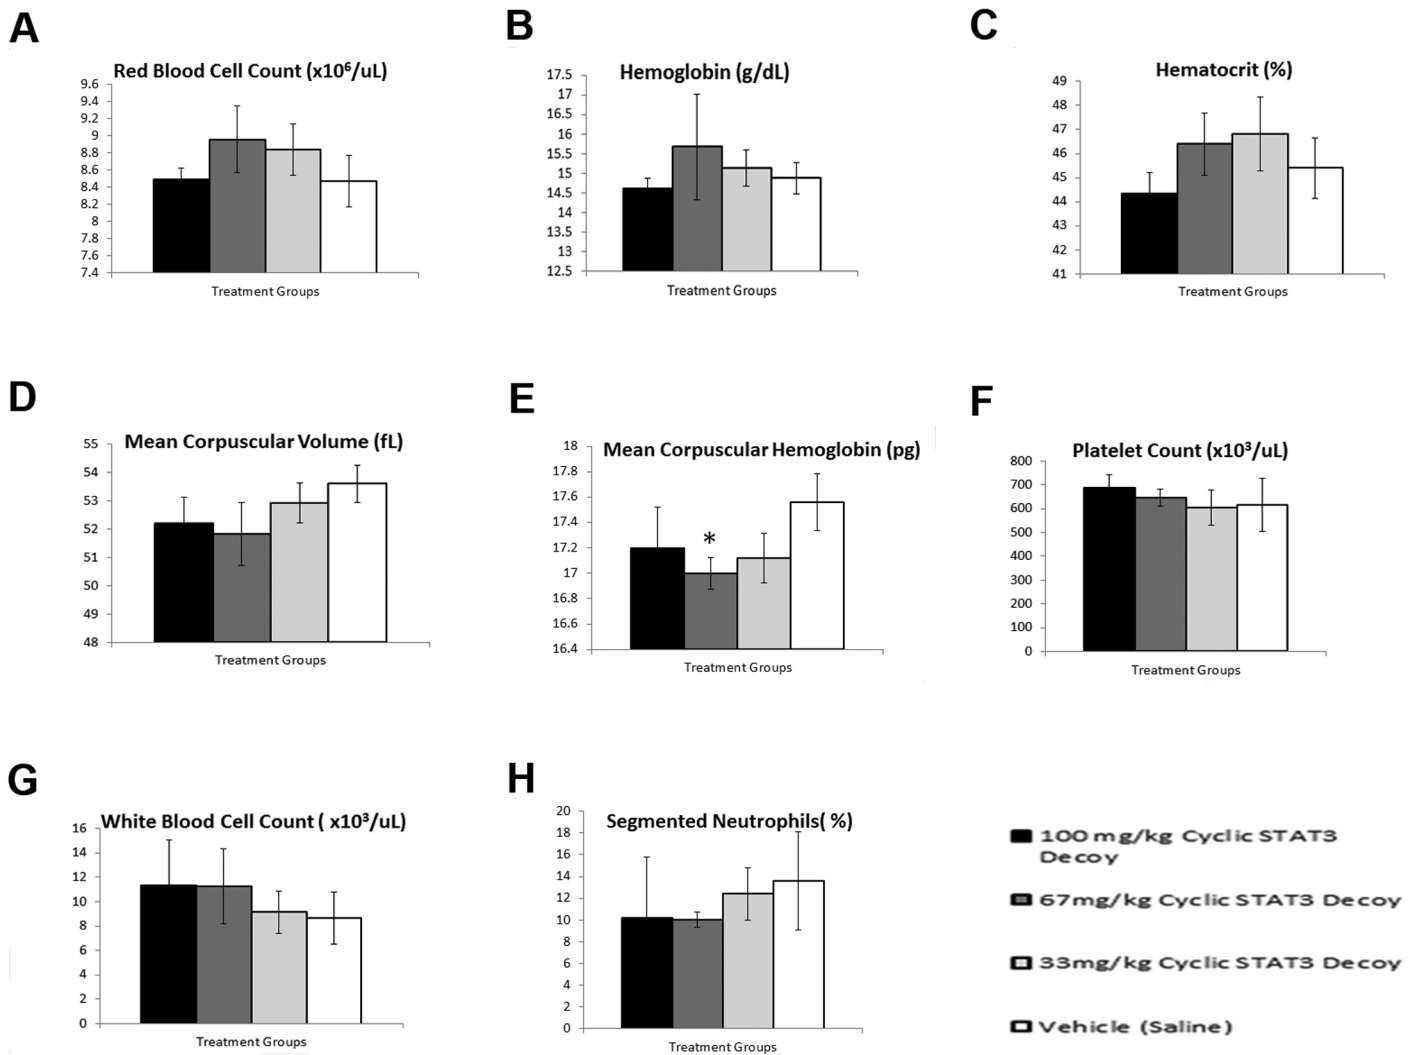 A
Red Blood Cell Count (x10⁶/uL)
9.6
9.4
9.2
9
8.8
8.6
8.4
8.2
8
7.8
7.6
7.4
Treatment Groups
B
Hemoglobin (g/dL)
17.5
17
16.5
16
15.5
15
14.5
14
13.5
13
12.5
Treatment Groups
C
Hematocrit (%)
49
48
47
46
45
44
43
42
41
Treatment Groups
D
Mean Corpuscular Volume (fL)
55
54
53
52
51
50
49
48
Treatment Groups
E
Mean Corpuscular Hemoglobin (pg)
18
17.8
17.6
17.4
17.2
17
16.8
16.6
16.4
*
Treatment Groups
F
Platelet Count (x10³/uL)
800
700
600
500
400
300
200
100
0
Treatment Groups
G
White Blood Cell Count ( x10³/uL)
16
14
12
10
8
6
4
2
0
Treatment Groups
H
Segmented Neutrophils( %)
20
18
16
14
12
10
8
6
4
2
0
Treatment Groups
100 mg/kg Cyclic STAT3
Decoy
67mg/kg Cyclic STAT3 Decoy
33mg/kg Cyclic STAT3 Decoy
Vehicle (Saline)